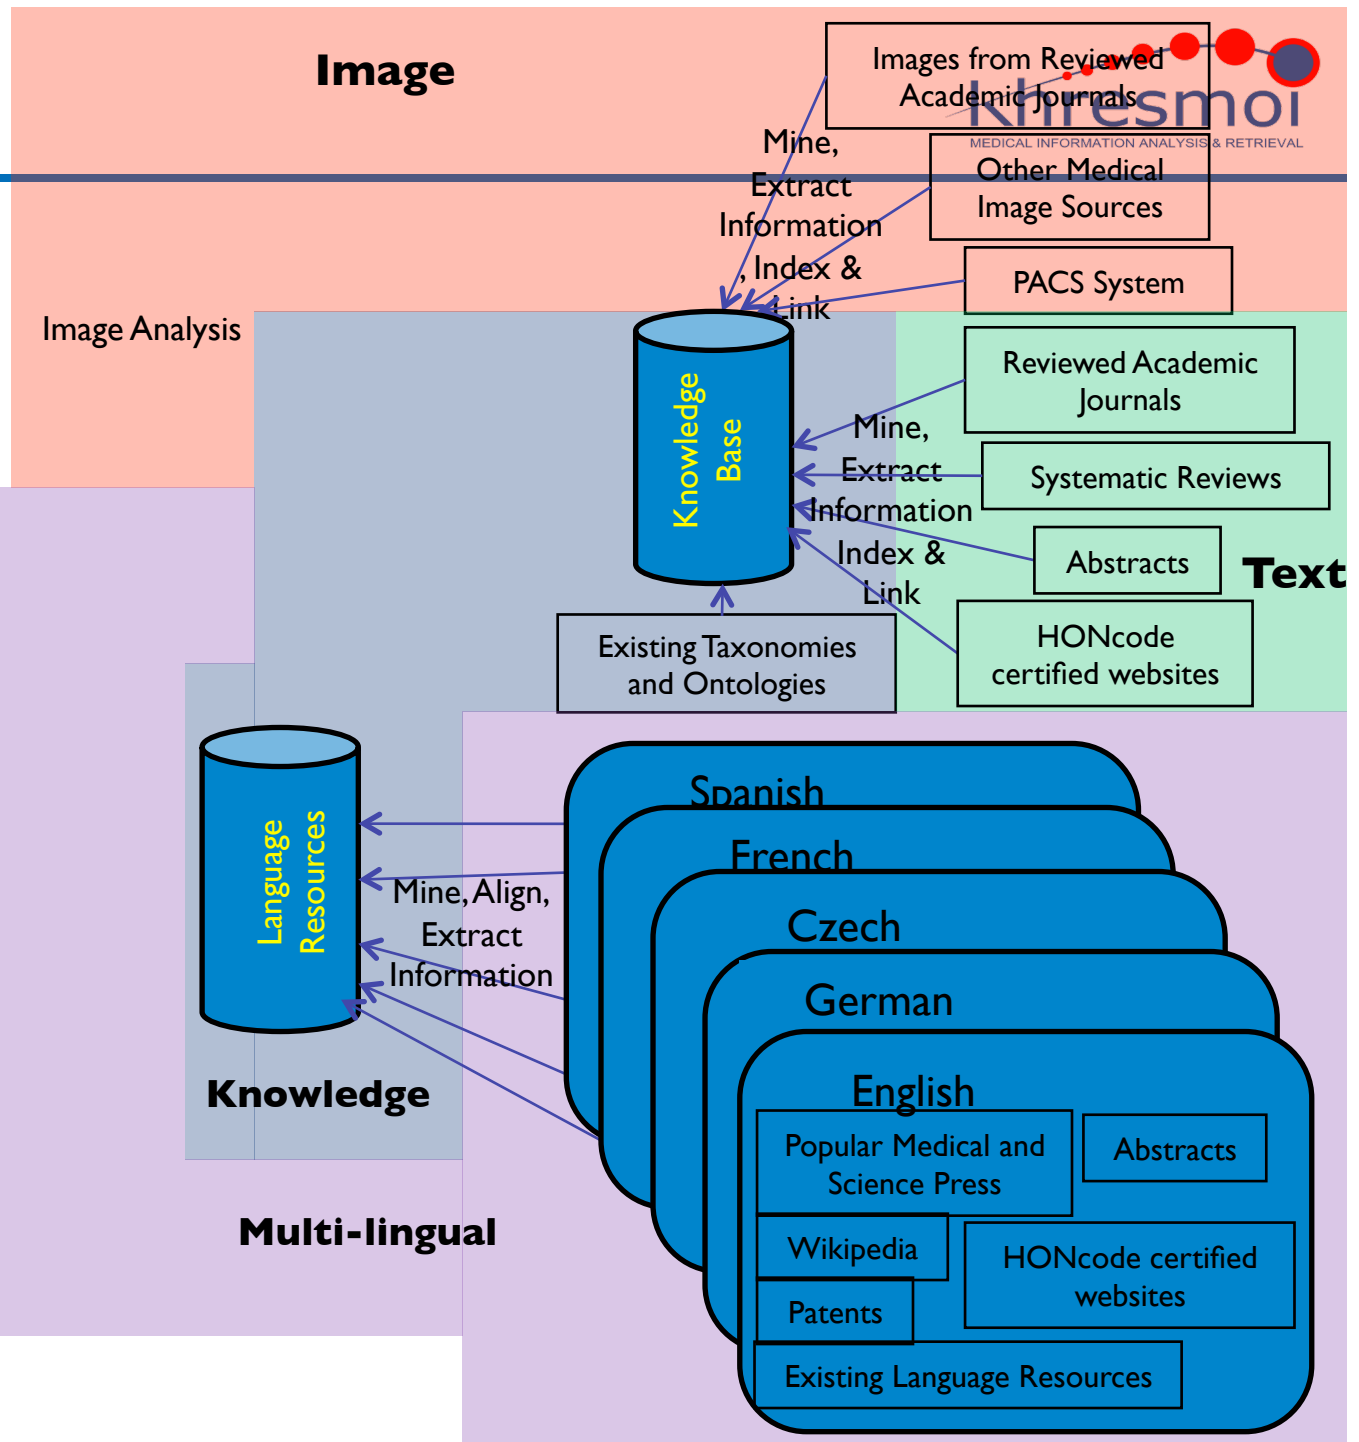 Image
Images from Reviewed
Academic Journals
khresmoi
MEDICAL INFORMATION ANALYSIS & RETRIEVAL
Mine,
Extract
Information
, Index &
Link
Other Medical
Image Sources
PACS System
Image Analysis
Knowledge
Base
Reviewed Academic
Journals
Mine,
Extract
Information
Index &
Link
Systematic Reviews
Abstracts
Text
HONcode
certified websites
Existing Taxonomies
and Ontologies
Language
Resources
Mine, Align,
Extract
Information
Spanish
French
Czech
German
English
Knowledge
Popular Medical and
Science Press
Abstracts
Multi-lingual
Wikipedia
HONcode certified
websites
Patents
Existing Language Resources